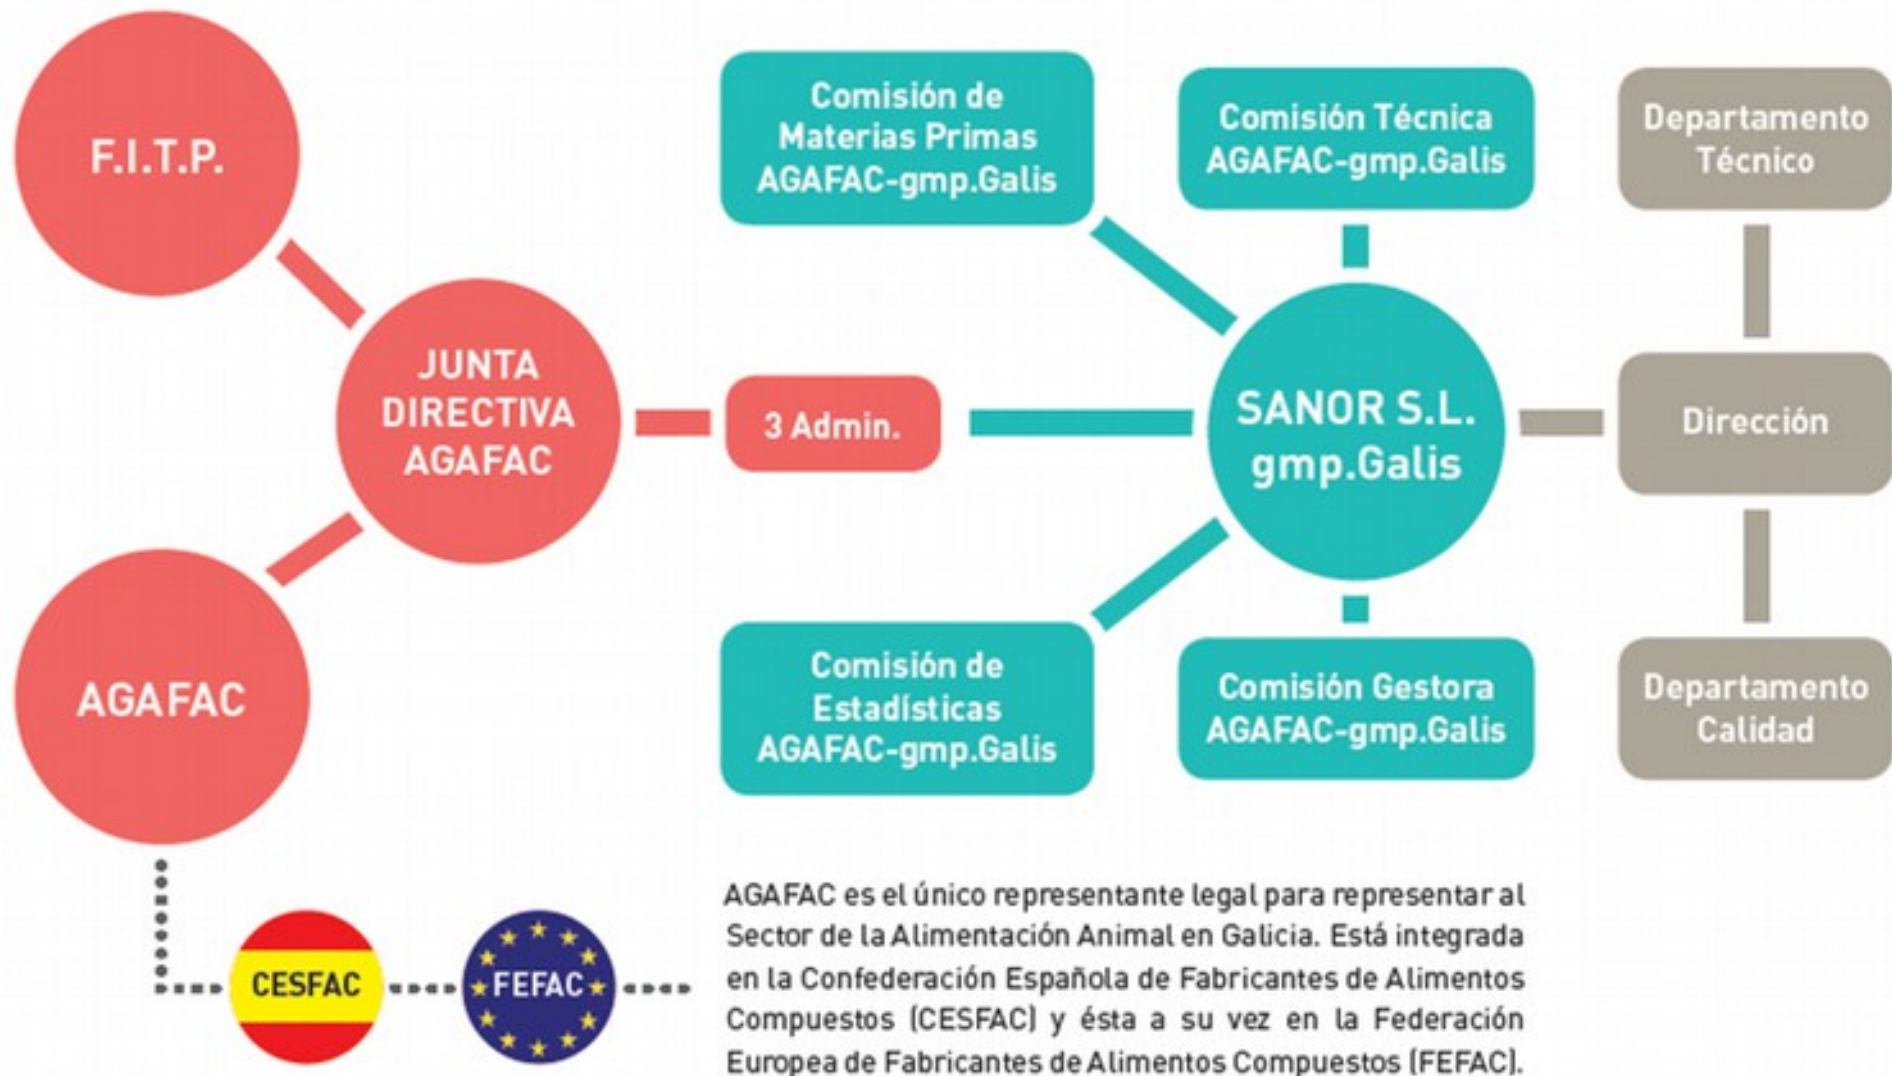 F.I.T.P.
JUNTA
DIRECTIVA
AGAFAC
AGAFAC
3 Admin.
Comisión de
Materias Primas
AGAFAC-gmp.Galis
Comisión Técnica
AGAFAC-gmp.Galis
SANOR S.L.
gmp.Galis
Comisión de
Estadísticas
AGAFAC-gmp.Galis
Comisión Gestora
AGAFAC-gmp.Galis
Departamento
Técnico
Dirección
Departamento
Calidad
CESFAC
FEFAC
AGAFAC es el único representante legal para representar al
Sector de la Alimentación Animal en Galicia. Está integrada
en la Confederación Española de Fabricantes de Alimentos
Compuestos (CESFAC) y ésta a su vez en la Federación
Europea de Fabricantes de Alimentos Compuestos (FEFAC).